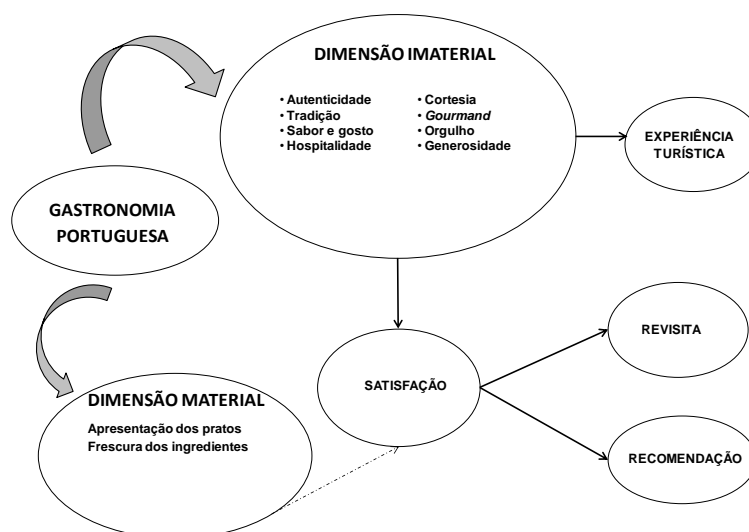 DIMENSÃO IMATERIAL
• Autenticidade
• Tradição
• Sabor e gosto
• Hospitalidade
• Cortesia
• Gourmand
• Orgulho
• Generosidade
EXPERIÊNCIA
TURÍSTICA
GASTRONOMIA
PORTUGUESA
REVISITA
SATISFAÇÃO
DIMENSÃO MATERIAL
Apresentação dos pratos
Frescura dos ingredientes
RECOMENDAÇÃO